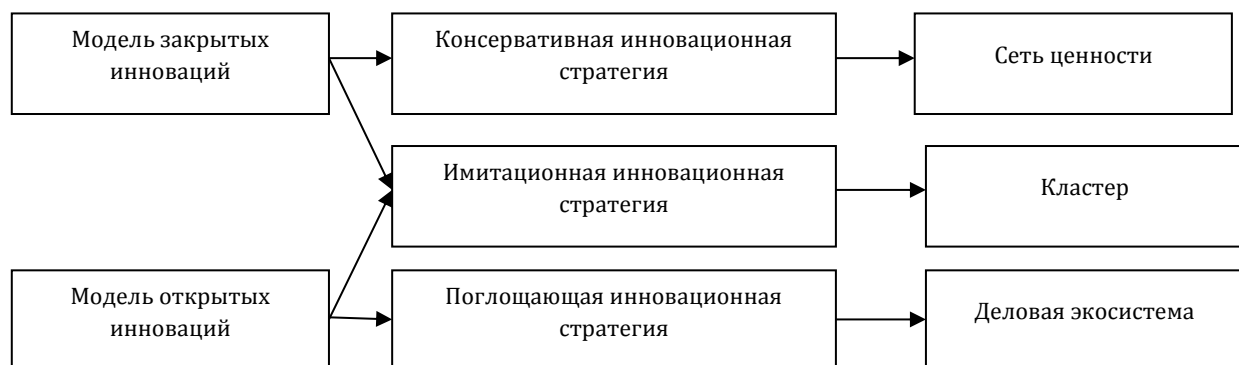 Модель закрытых
инноваций
Консервативная инновационная
стратегия
Сеть ценности
Имитационная инновационная
стратегия
Кластер
Модель открытых
инноваций
Поглощающая инновационная
стратегия
Деловая экосистема